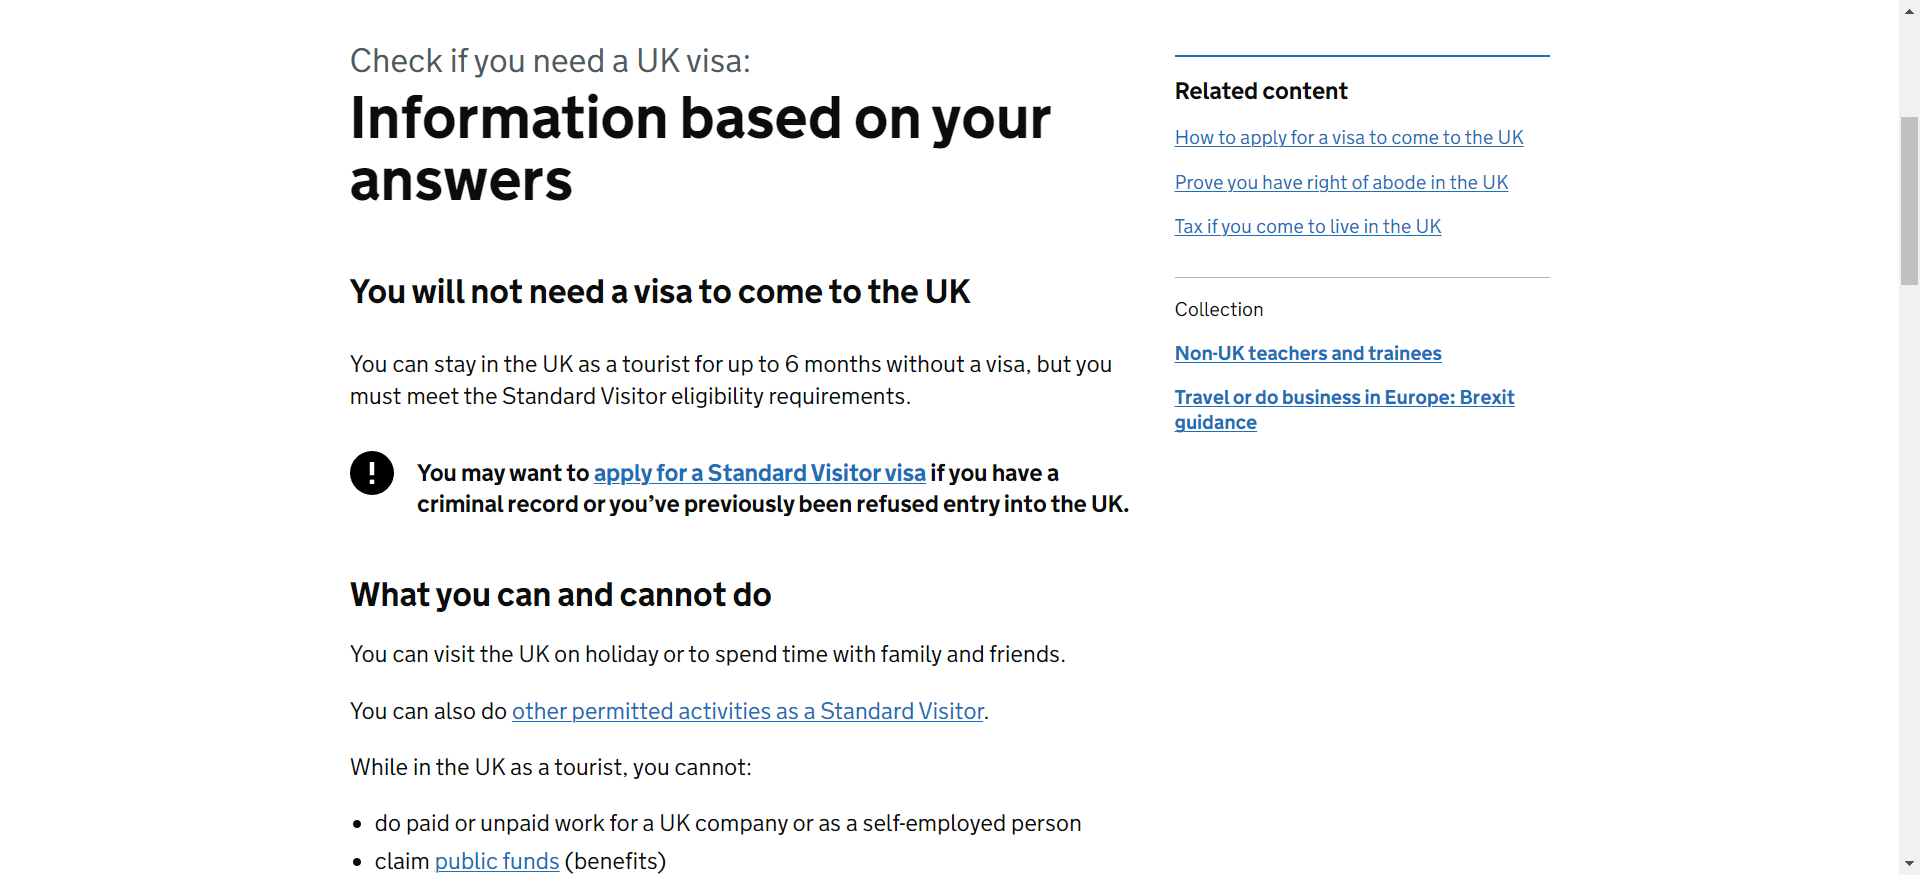 Check if you need a UK visa:
Information based on your
answers
You will not need a visa to come to the UK
You can stay in the UK as a tourist for up to 6 months without a visa, but you
must meet the Standard Visitor eligibility requirements.
You may want to apply for a Standard Visitor visa if you have a
criminal record or you’ve previously been refused entry into the UK.
What you can and cannot do
You can visit the UK on holiday or to spend time with family and friends.
You can also do other permitted activities as a Standard Visitor.
While in the UK as a tourist, you cannot:
• do paid or unpaid work for a UK company or as a self-employed person
• claim public funds (benefits)
Related content
How to apply for a visa to come to the UK
Prove you have right of abode in the UK
Tax if you come to live in the UK
Collection
Non-UK teachers and trainees
Travel or do business in Europe: Brexit
guidance